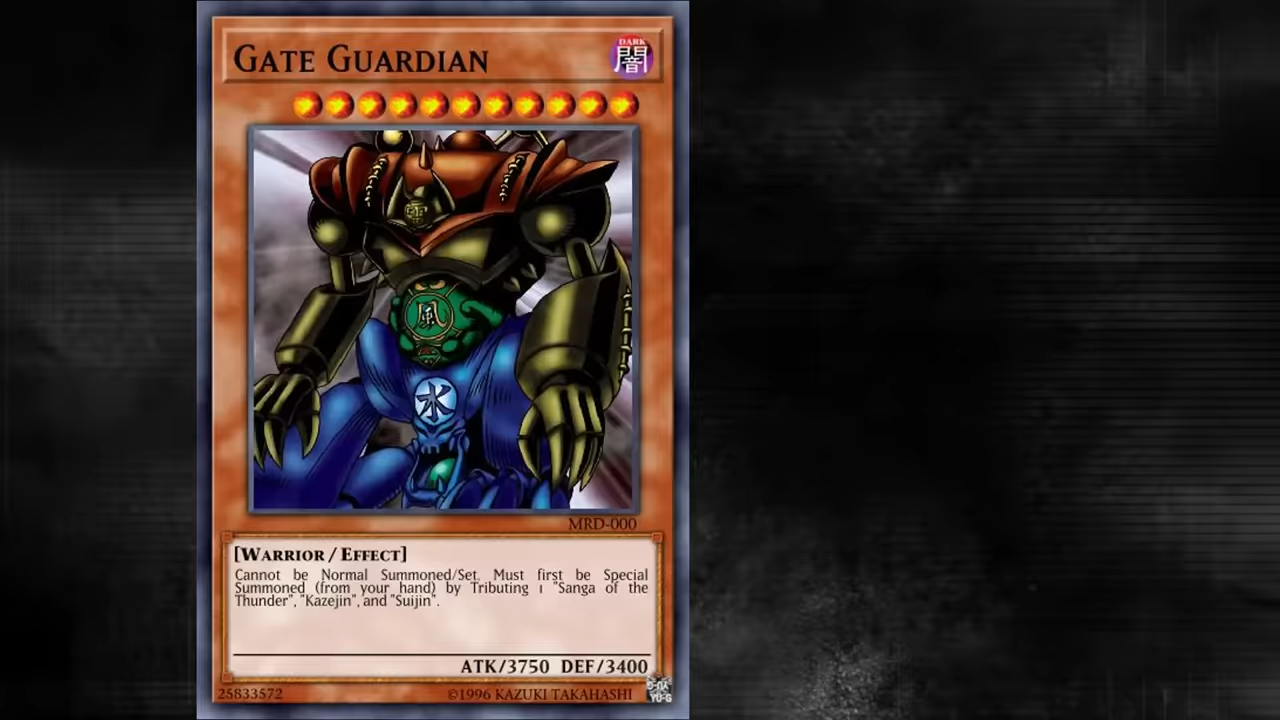 GATE GUARDIAN
DARK
闇
風
水
MRD-000
[WARRIOR / EFFECT]
Cannot be Normal Summoned/Set. Must first be Special
Summoned (from your hand) by Tributing 1 "Sanga of the
Thunder", "Kazejin", and "Suijin".
ATK/3750 DEF/3400
25833572
©1996 KAZUKI TAKAHASHI